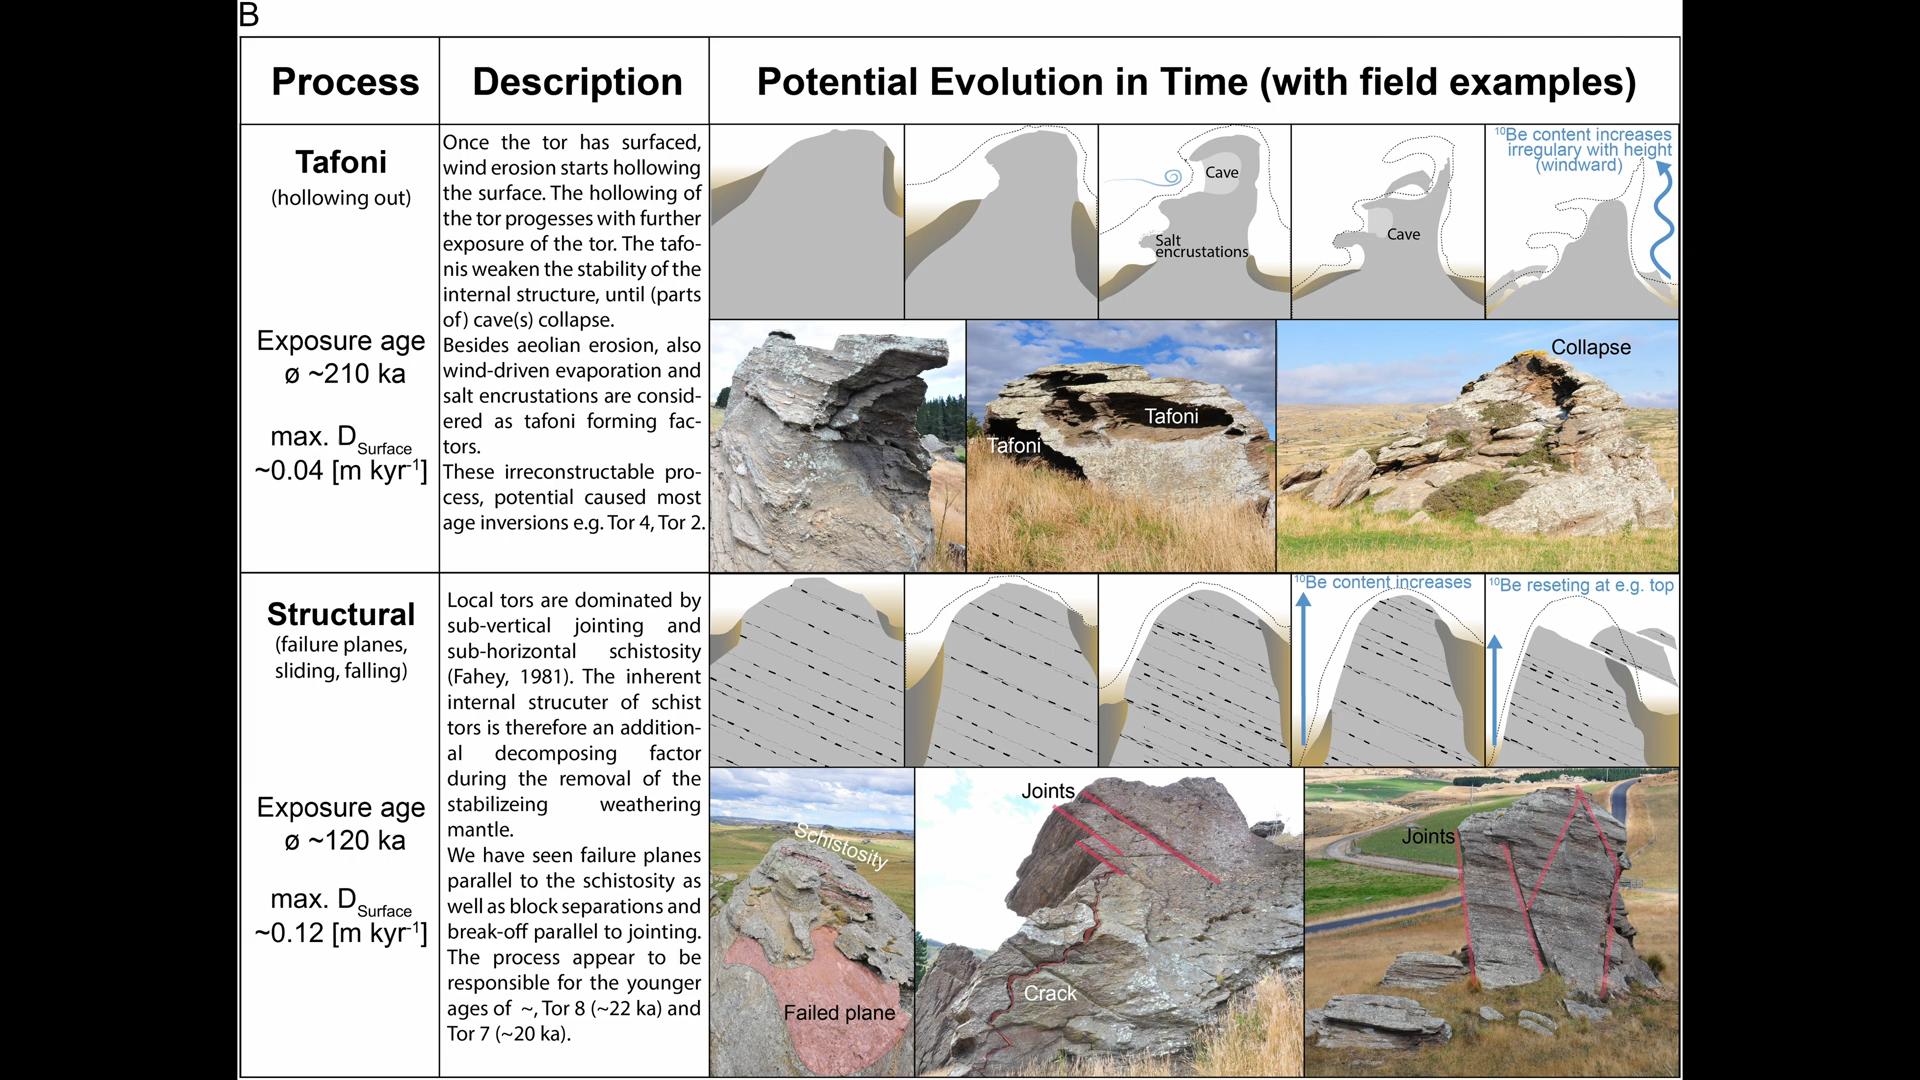 B
Process
Description
Potential Evolution in Time (with field examples)
Tafoni
(hollowing out)
Exposure age
ø ~210 ka
max. DSurface
~0.04 [m kyr-1]
Once the tor has surfaced,
wind erosion starts hollowing
the surface. The hollowing of
the tor progesses with further
exposure of the tor. The tafo-
nis weaken the stability of the
internal structure, until (parts
of) cave(s) collapse.
Besides aeolian erosion, also
wind-driven evaporation and
salt encrustations are consid-
ered as tafoni forming fac-
tors.
These irreconstructable pro-
cess, potential caused most
age inversions e.g. Tor 4, Tor 2.
Cave
Salt
encrustations
Cave
10Be content increases
irregulary with height
(windward)
Tafoni
Tafoni
Collapse
Structural
(failure planes,
sliding, falling)
Exposure age
ø ~120 ka
max. DSurface
~0.12 [m kyr-1]
Local tors are dominated by
sub-vertical jointing and
sub-horizontal schistosity
(Fahey, 1981). The inherent
internal strucuter of schist
tors is therefore an addition-
al decomposing factor
during the removal of the
stabilizeing weathering
mantle.
We have seen failure planes
parallel to the schistosity as
well as block separations and
break-off parallel to jointing.
The process appear to be
responsible for the younger
ages of ~, Tor 8 (~22 ka) and
Tor 7 (~20 ka).
10Be content increases
10Be reseting at e.g. top
Schistosity
Failed plane
Joints
Crack
Joints